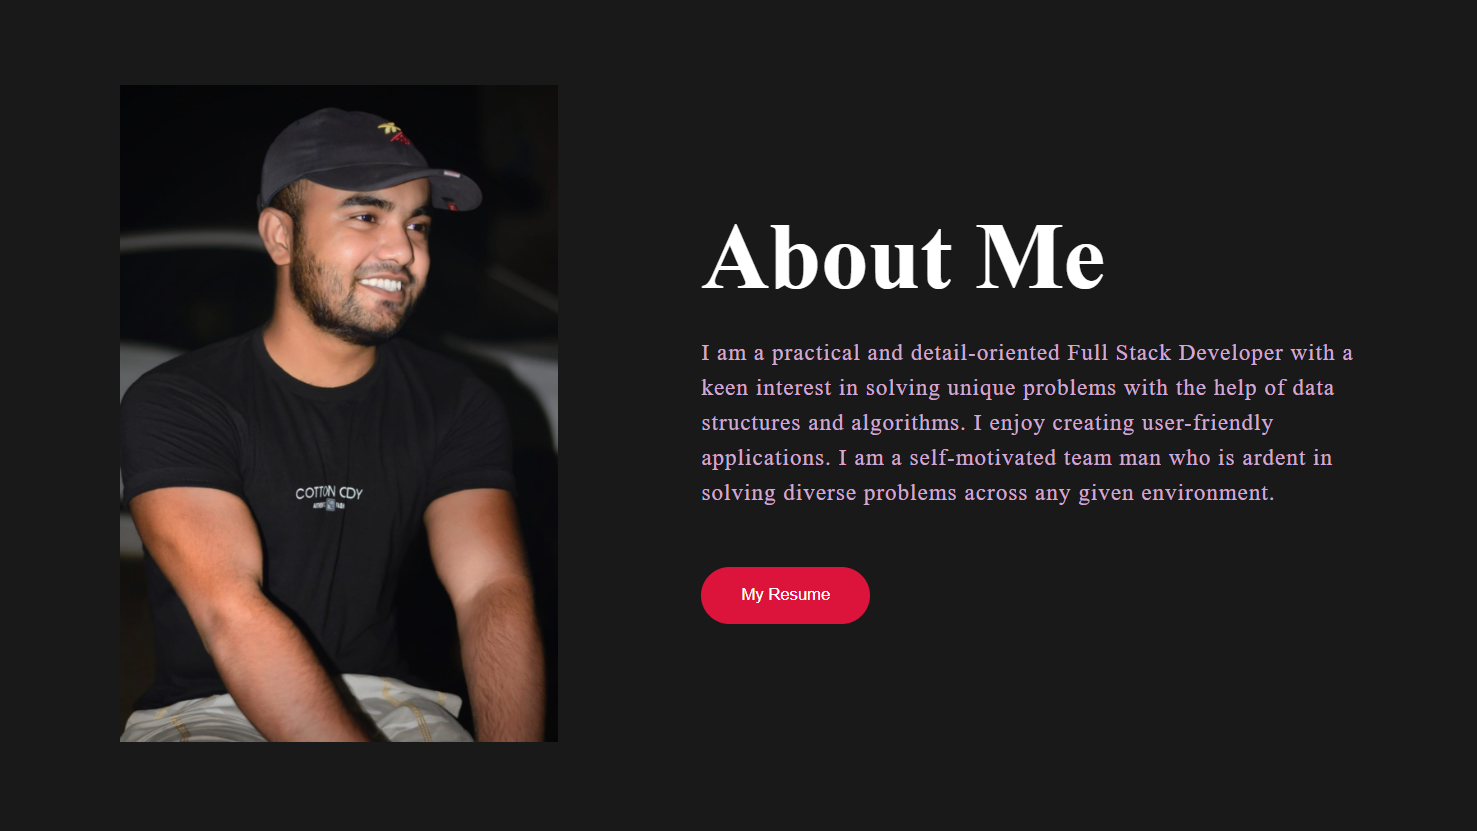 About Me
I am a practical and detail-oriented Full Stack Developer with a
keen interest in solving unique problems with the help of data
structures and algorithms. I enjoy creating user-friendly
applications. I am a self-motivated team man who is ardent in
solving diverse problems across any given environment.
My Resume
COTTON